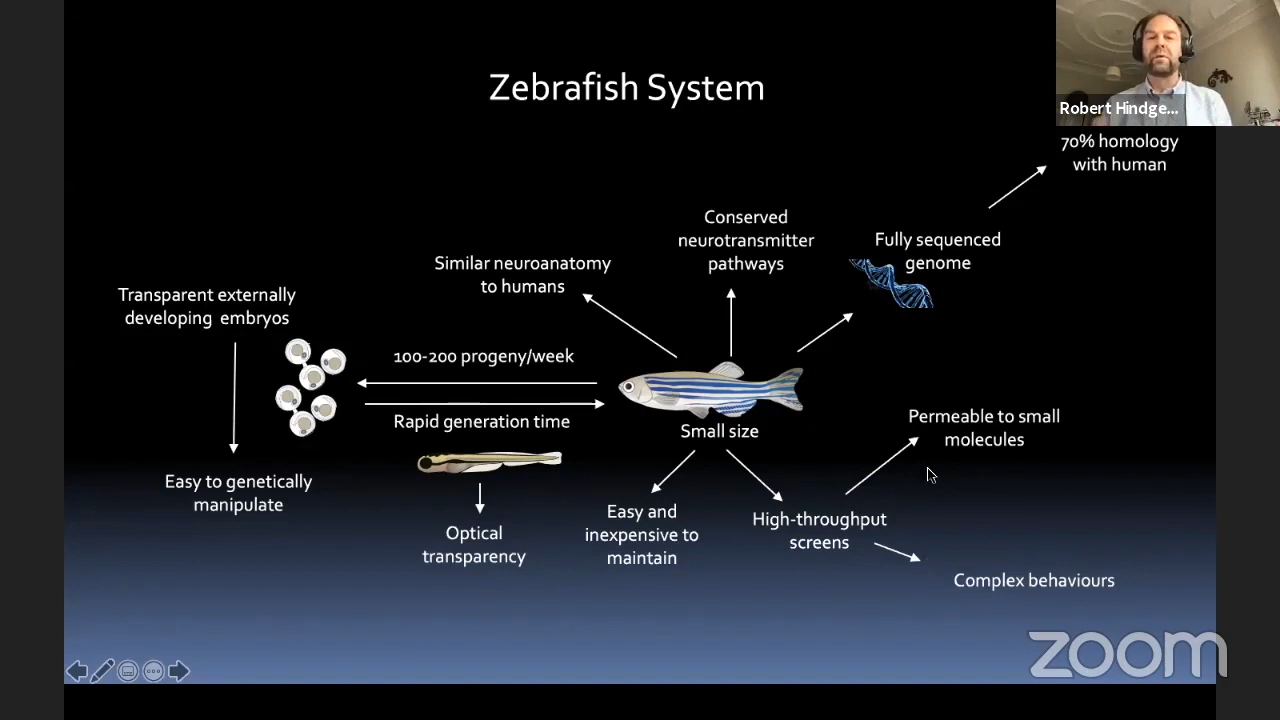 Zebrafish System
Robert Hindge...
70% homology
with human
Conserved
neurotransmitter
pathways
Fully sequenced
genome
Similar neuroanatomy
to humans
Transparent externally
developing embryos
100-200 progeny/week
Rapid generation time
Small size
Permeable to small
molecules
Easy to genetically
manipulate
Optical
transparency
Easy and
inexpensive to
maintain
High-throughput
screens
Complex behaviours
zoom